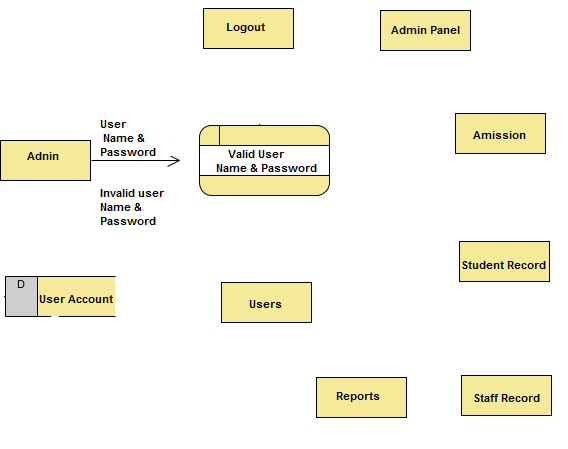 Logout
Admin Panel
User
Name &
Password
Adnin
Valid User
Name & Password
Amission
Invalid user
Name &
Password
Student Record
D
User Account
Users
Reports
Staff Record